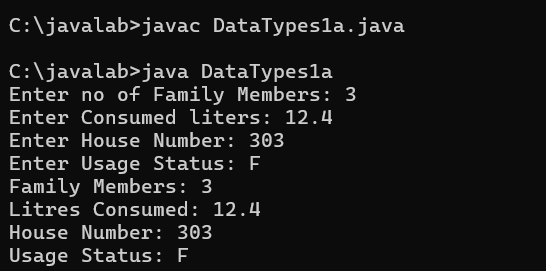 C:\javalab>javac DataTypes1a.java
C:\javalab>java DataTypes1a
Enter no of Family Members: 3
Enter Consumed liters: 12.4
Enter House Number: 303
Enter Usage Status: F
Family Members: 3
Litres Consumed: 12.4
House Number: 303
Usage Status: F